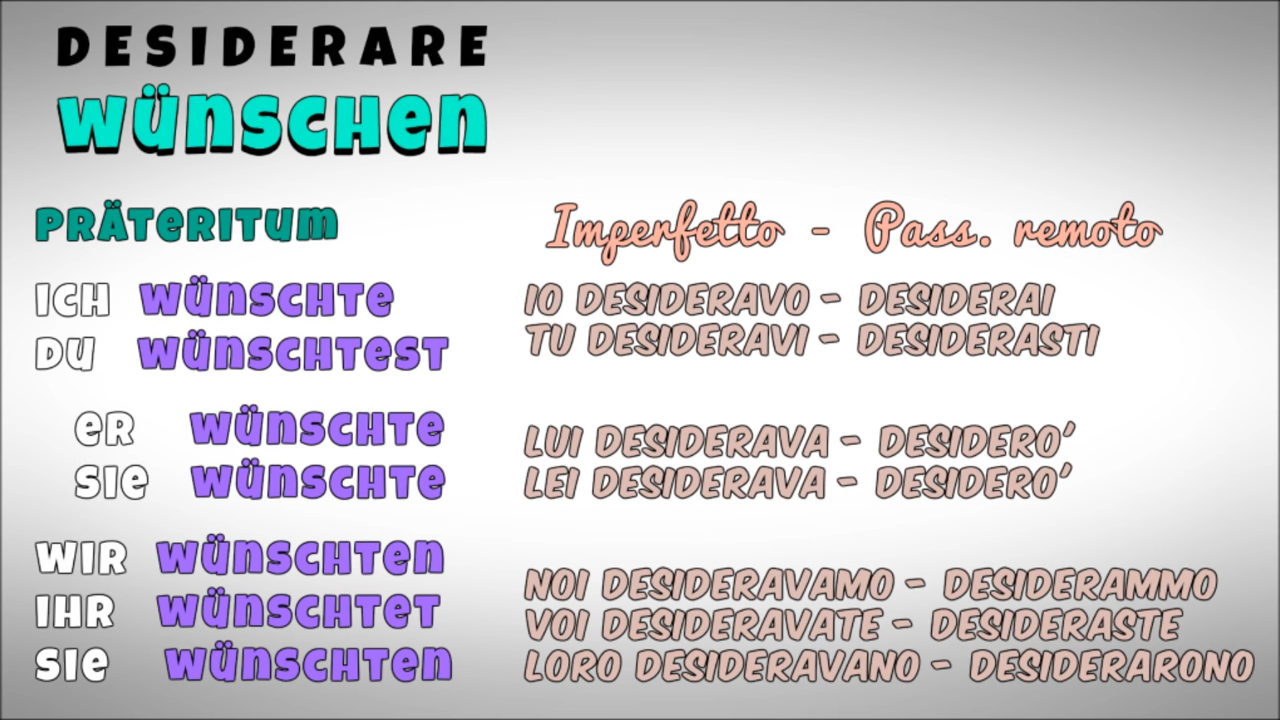 DESIDERARE
wünschen
PRÄTERITUM Imperfetto - Pass. remoto
ICH wünschte IO DESIDERAVO - DESIDERAI
DU wünschtest TU DESIDERAVI - DESIDERASTI
er wünschte LUI DESIDERAVA - DESIDERO'
sie wünschte LEI DESIDERAVA - DESIDERO'
WIR wünschten NOI DESIDERAVAMO - DESIDERAMMO
IHR wünschtet VOI DESIDERAVATE - DESIDERASTE
sie wünschten LORO DESIDERAVANO - DESIDERARONO